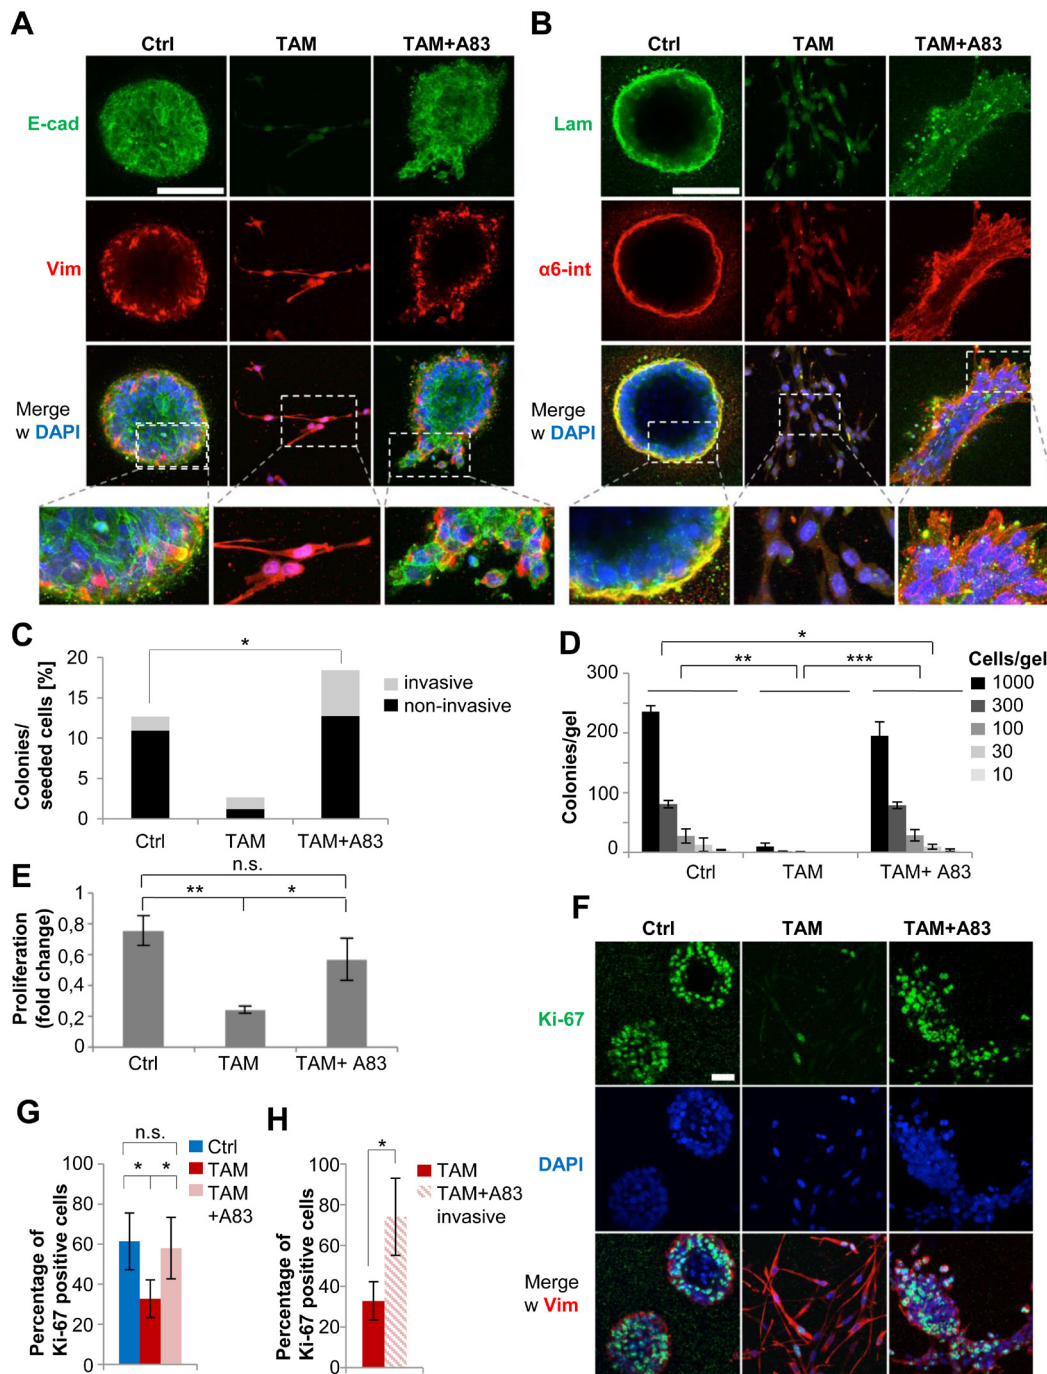 A
Ctrl TAM TAM+A83
E-cad
Vim
Merge
w DAPI
B
Ctrl TAM TAM+A83
Lam
α6-int
Merge
w DAPI
C
Colonies/
seeded cells [%]
20
15
10
5
0
*
invasive
non-invasive
Ctrl TAM TAM+A83
D
Colonies/gel
300
200
100
0
*
** ***
Cells/gel
1000
300
100
30
10
Ctrl TAM TAM+ A83
E
Proliferation
(fold change)
1
0,8
0,6
0,4
0,2
0
n.s.
** *
Ctrl TAM TAM+ A83
F
Ctrl TAM TAM+A83
Ki-67
DAPI
Merge
w Vim
G
Percentage of
Ki-67 positive cells
100
80
60
40
20
0
n.s.
* *
Ctrl
TAM
TAM
+A83
H
Percentage of
Ki-67 positive cells
100
80
60
40
20
0
*
TAM
TAM+A83
invasive